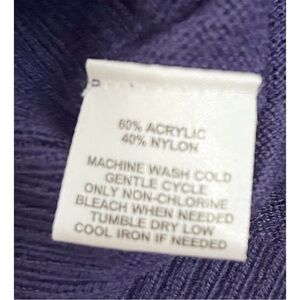 60% ACRYLIC
40% NYLON
MACHINE WASH COLD
GENTLE CYCLE
ONLY NON-CHLORINE
BLEACH WHEN NEEDED
TUMBLE DRY LOW
COOL IRON IF NEEDED